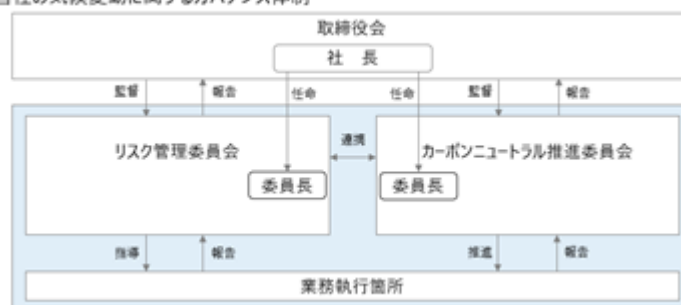 当社の気候変動に関するガバナンス体制
取締役会
社 長
監督 報告 任命 任命 監督 報告
リスク管理委員会
連携
カーボンニュートラル推進委員会
委員長
委員長
指導 報告 推進 報告
業務執行箇所